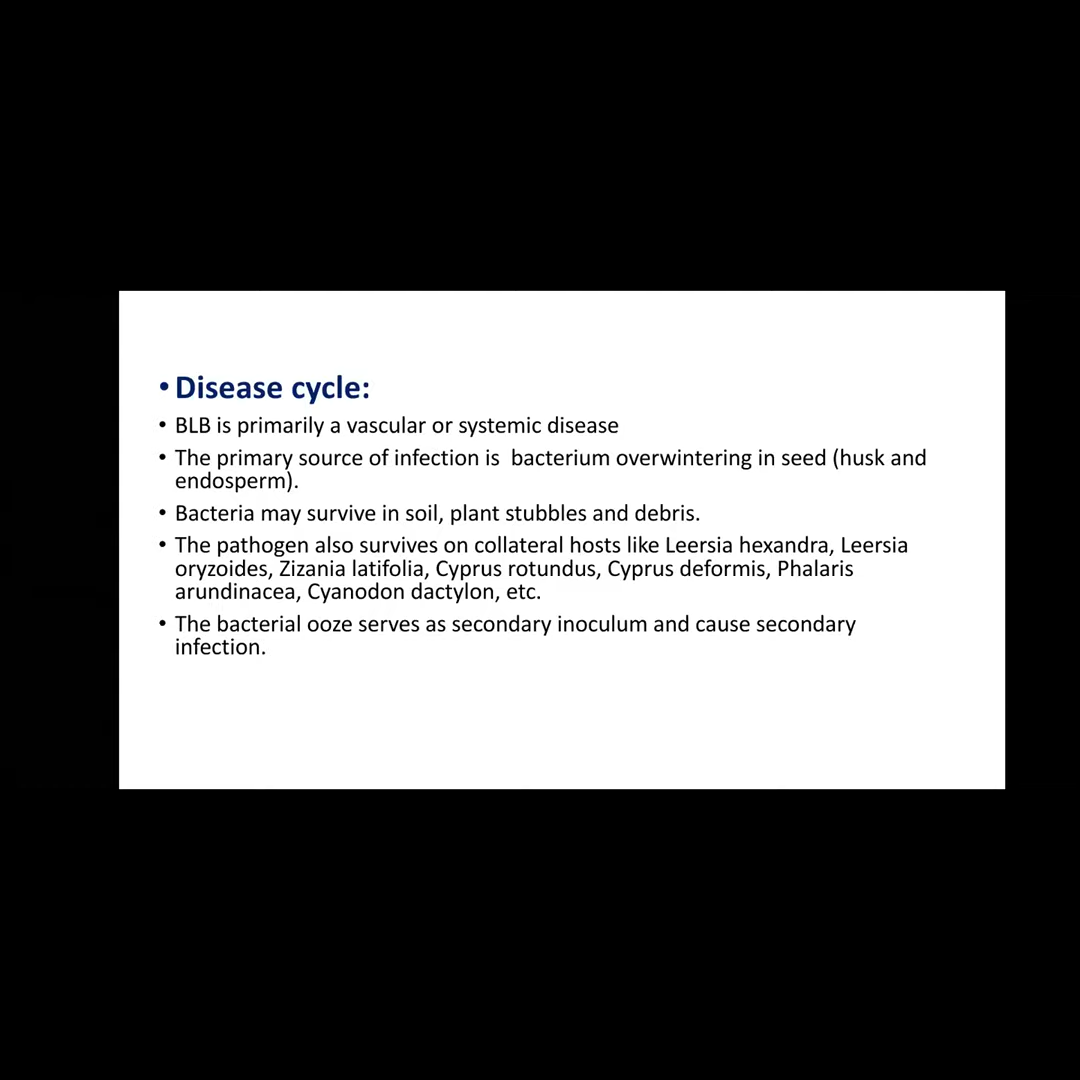 • Disease cycle:
• BLB is primarily a vascular or systemic disease
• The primary source of infection is  bacterium overwintering in seed (husk and
endosperm).
• Bacteria may survive in soil, plant stubbles and debris.
• The pathogen also survives on collateral hosts like Leersia hexandra, Leersia
oryzoides, Zizania latifolia, Cyprus rotundus, Cyprus deformis, Phalaris
arundinacea, Cyanodon dactylon, etc.
• The bacterial ooze serves as secondary inoculum and cause secondary
infection.